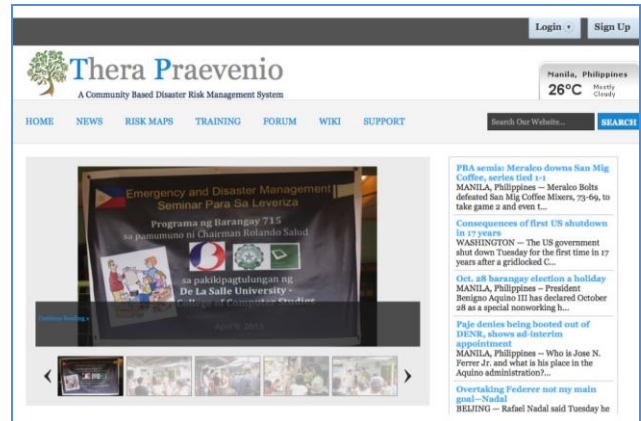 Login
Sign Up
Thera Praevenio
A Community Based Disaster Risk Management System
Manila, Philippines
26°C
Mostly
Cloudy
HOME NEWS RISK MAPS TRAINING FORUM WIKI SUPPORT
Search Our Website...
SEARCH
Emergency and Disaster Management
Seminar Para Sa Leveriza
Programa ng Barangay 715
sa pamumuno ni Chairman Rolando Salud
sa pakikipagtulungan ng
De La Salle University -
College of Computer Studies
Continue Reading »
April 6, 2013
PBA semis: Meralco downs San Mig
Coffee, series tied 1-1
MANILA, Philippines — Meralco Bolts
defeated San Mig Coffee Mixers, 73-69, to
take game 2 and event...
Consequences of first US shutdown
in 17 years
WASHINGTON — The US government
shut down Tuesday for the first time in 17
years after a gridlocked C...
Oct. 28 barangay election a holiday
MANILA, Philippines – President
Benigno Aquino III has declared October
28 as a special nonworking h...
Paje denies being booted out of
DENR, shows ad-interim
appointment
MANILA, Philippines – Who is Jose N.
Ferrer Jr. and what is his place in the
Aquino administration?...
Overtaking Federer not my main
goal—Nadal
BEIJING — Rafael Nadal said Tuesday he